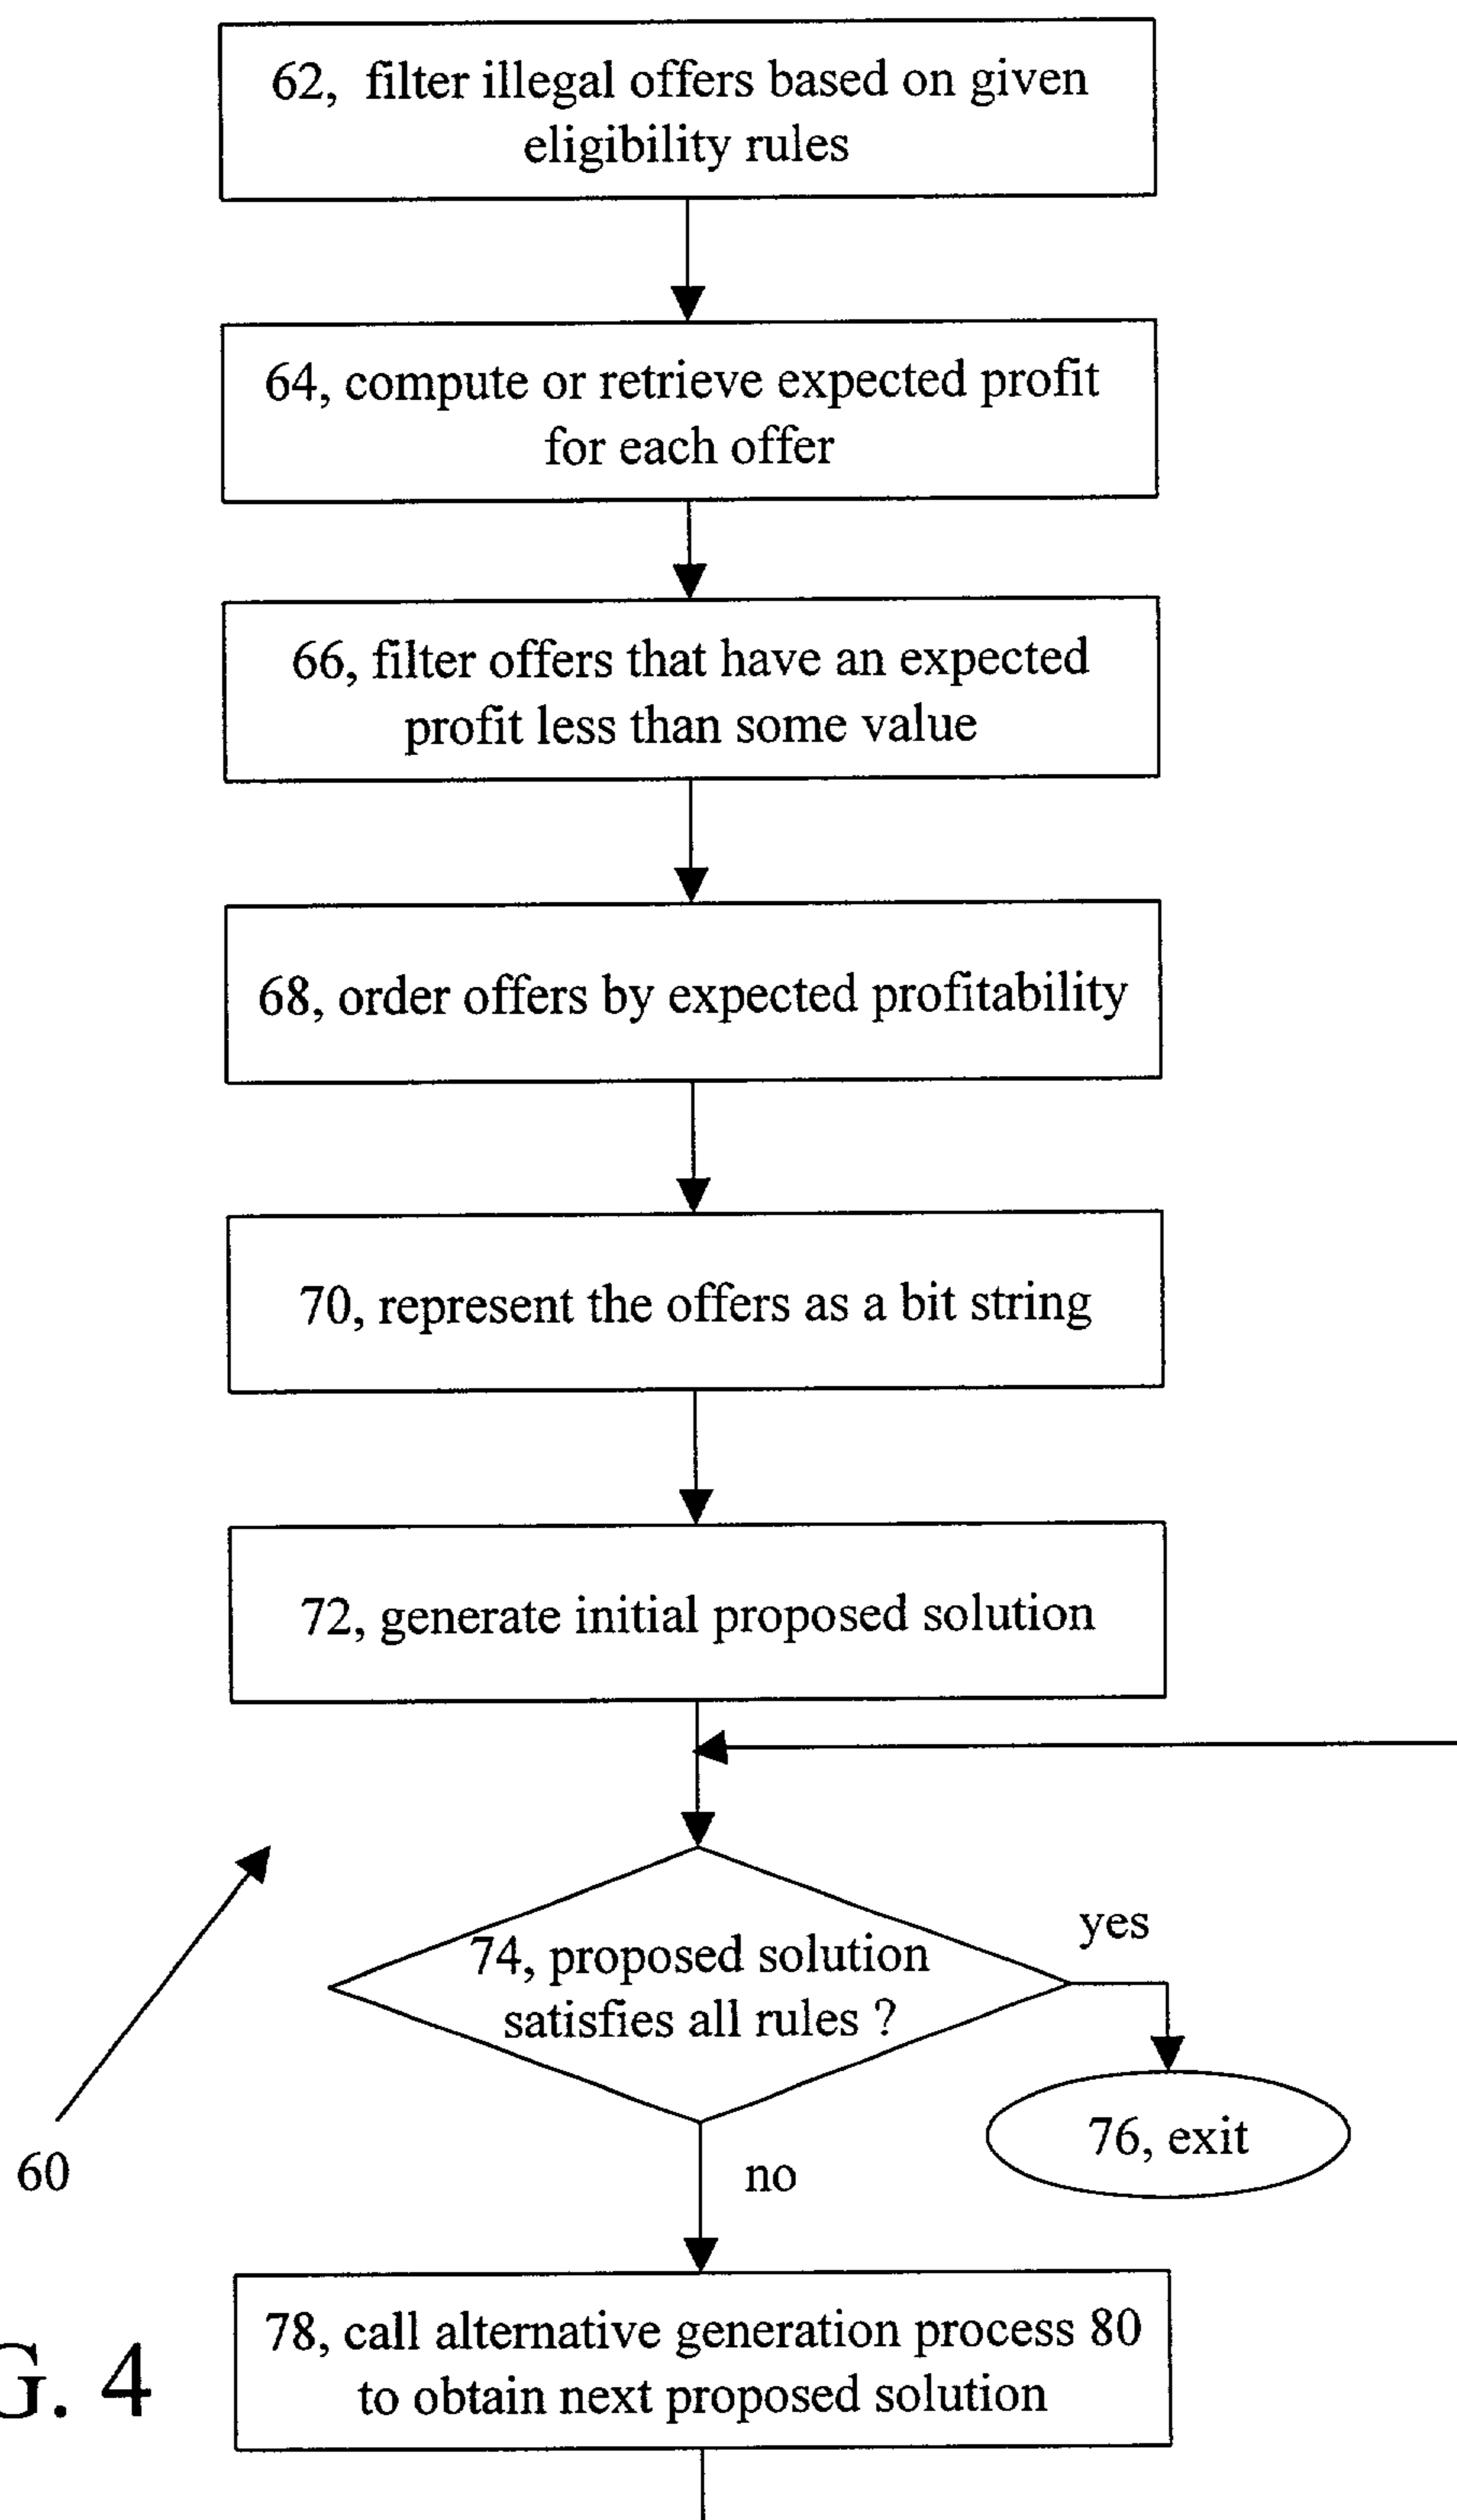 62, filter illegal offers based on given
eligibility rules
64, compute or retrieve expected profit
for each offer
66, filter offers that have an expected
profit less than some value
68, order offers by expected profitability
70, represent the offers as a bit string
72, generate initial proposed solution
74, proposed solution
satisfies all rules ?
yes
76, exit
60
no
78, call alternative generation process 80
to obtain next proposed solution
G. 4